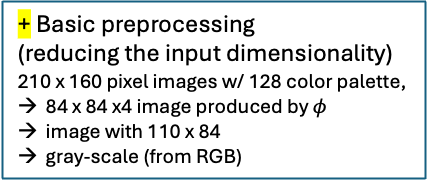 + Basic preprocessing
(reducing the input dimensionality)
210 x 160 pixel images w/ 128 color palette,
→ 84 x 84 x4 image produced by ϕ
→ image with 110 x 84
→ gray-scale (from RGB)